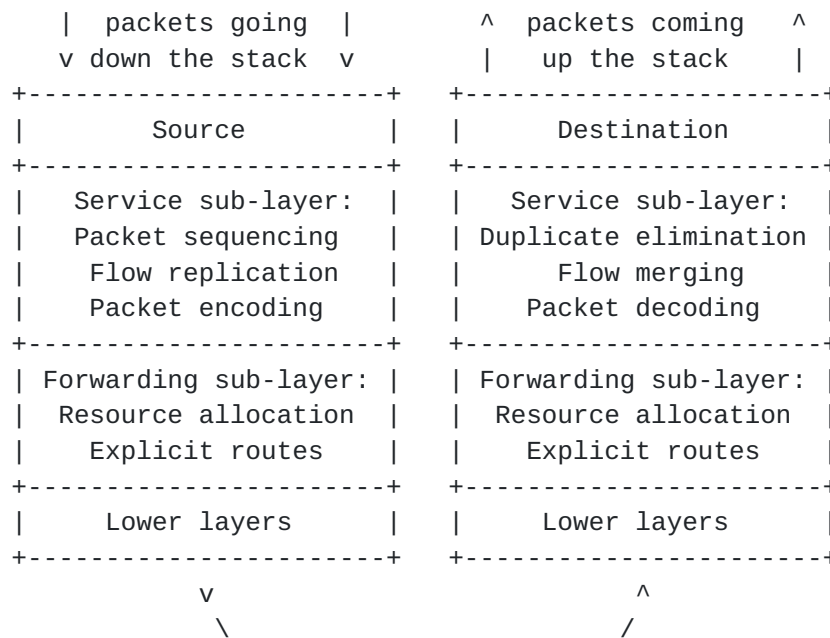 |  packets going  |        ^  packets coming   ^
   v down the stack  v        |   up the stack    |
+-----------------------+   +-----------------------+
|         Source         |   |      Destination      |
+-----------------------+   +-----------------------+
|    Service sub-layer:  |   |   Service sub-layer:  |
|    Packet sequencing   |   | Duplicate elimination |
|     Flow replication   |   |      Flow merging     |
|     Packet encoding    |   |    Packet decoding    |
+-----------------------+   +-----------------------+
| Forwarding sub-layer: |   | Forwarding sub-layer: |
|  Resource allocation  |   |  Resource allocation  |
|    Explicit routes    |   |    Explicit routes    |
+-----------------------+   +-----------------------+
|      Lower layers      |   |     Lower layers      |
+-----------------------+   +-----------------------+
            v                           ^
             \                         /